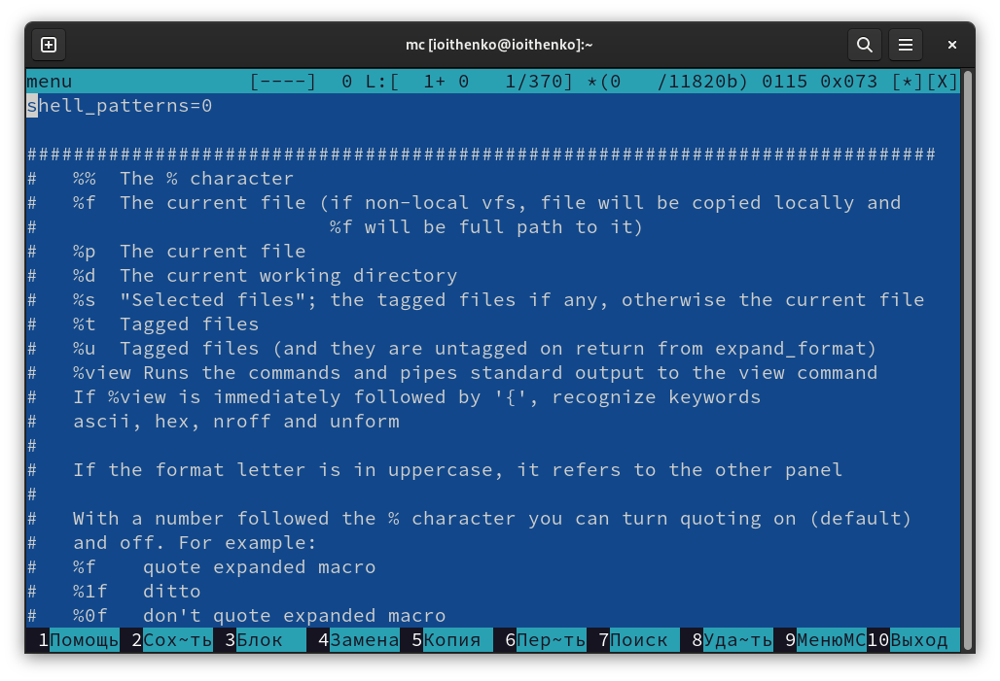 mc [ioithenko@ioithenko]:~
menu [----] 0 L:[ 1+ 0 1/370] *(0 /11820b) 0115 0x073 [*][X]
shell_patterns=0
##############################################################################
# %% The % character
# %f The current file (if non-local vfs, file will be copied locally and
# %f will be full path to it)
# %p The current file
# %d The current working directory
# %s "Selected files"; the tagged files if any, otherwise the current file
# %t Tagged files
# %u Tagged files (and they are untagged on return from expand_format)
# %view Runs the commands and pipes standard output to the view command
# If %view is immediately followed by '{', recognize keywords
# ascii, hex, nroff and unform
#
# If the format letter is in uppercase, it refers to the other panel
#
# With a number followed the % character you can turn quoting on (default)
# and off. For example:
# %f quote expanded macro
# %1f ditto
# %0f don't quote expanded macro
1Помощь 2Сох~ть 3Блок 4Замена 5Копия 6Пер~ть 7Поиск 8Уда~ть 9МенюМС10Выход